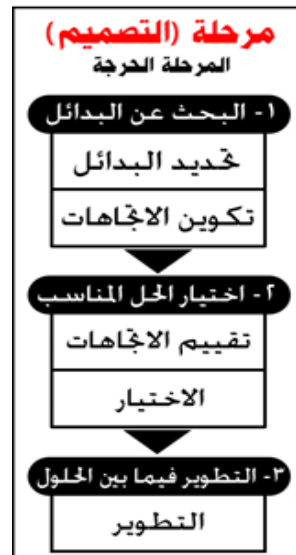 مرحلة (التصميم)
المرحلة الحرجة
١- البحث عن البدائل
تحديد البدائل
تكوين الاتجاهات
٢- اختيار الحل المناسب
تقييم الاتجاهات
الاختيار
٣- التطوير فيما بين الحلول
التطوير